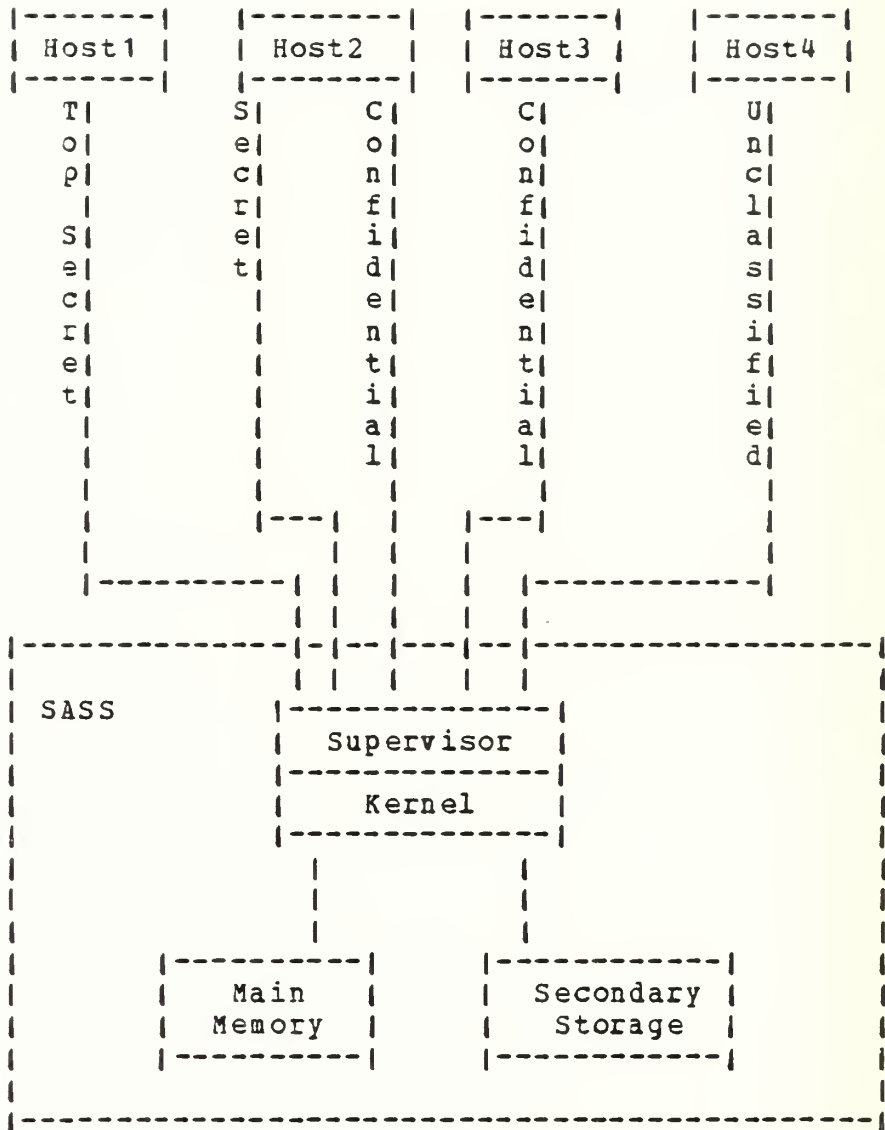 Host1
Host2
Host3
Host4
Top Secret
Secret
Confidential
Confidential
Unclassified
SASS
Supervisor
Kernel
Main
Memory
Secondary
Storage